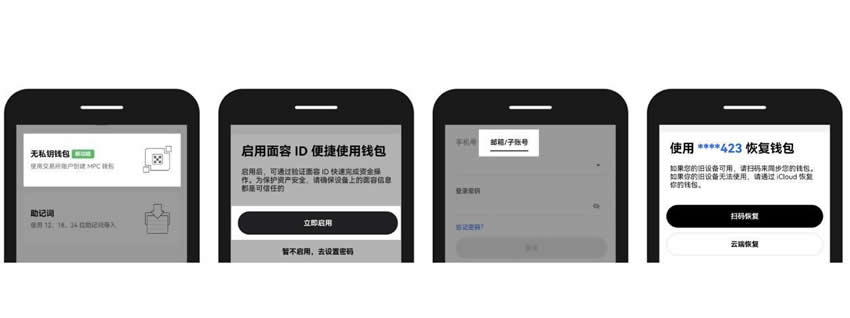 无私钥钱包
使用交易所账户创建 MPC 钱包
助记词
使用 12、18、24 位助记词导入
启用面容 ID 便捷使用钱包
启用后，可通过验证面容 ID 快速完成资金操
作。为保护资产安全，请确保设备上的面容信息
都是可信任的
立即启用
暂不启用，去设置密码
手机号 邮箱/子账号
登录密码
忘记密码？
使用 ****423 恢复钱包
如果您的旧设备可用，请扫码来同步您的钱包。
如果你的旧设备无法使用，请通过 iCloud 恢复
你的钱包。
扫码恢复
云端恢复